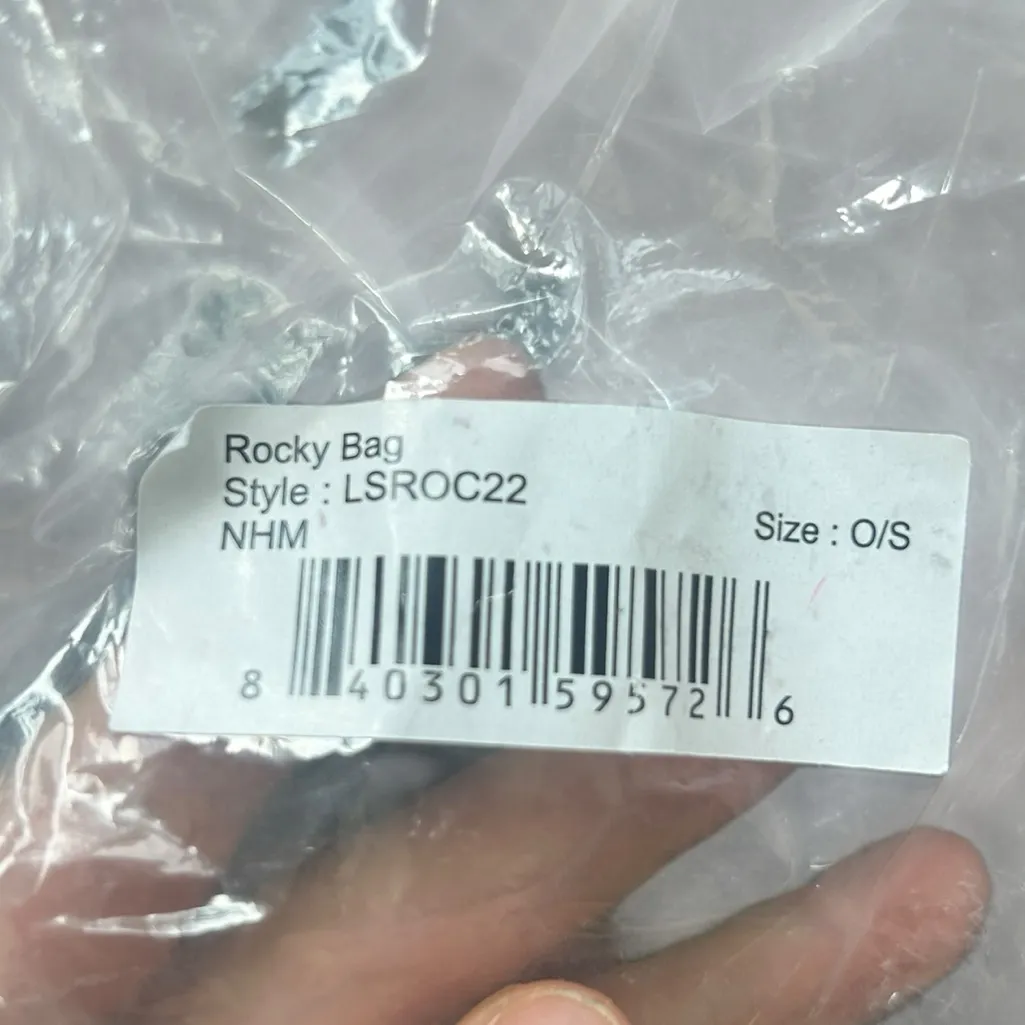 Rocky Bag
Style : LSROC22
NHM
Size : O/S
8 40301 59572 6